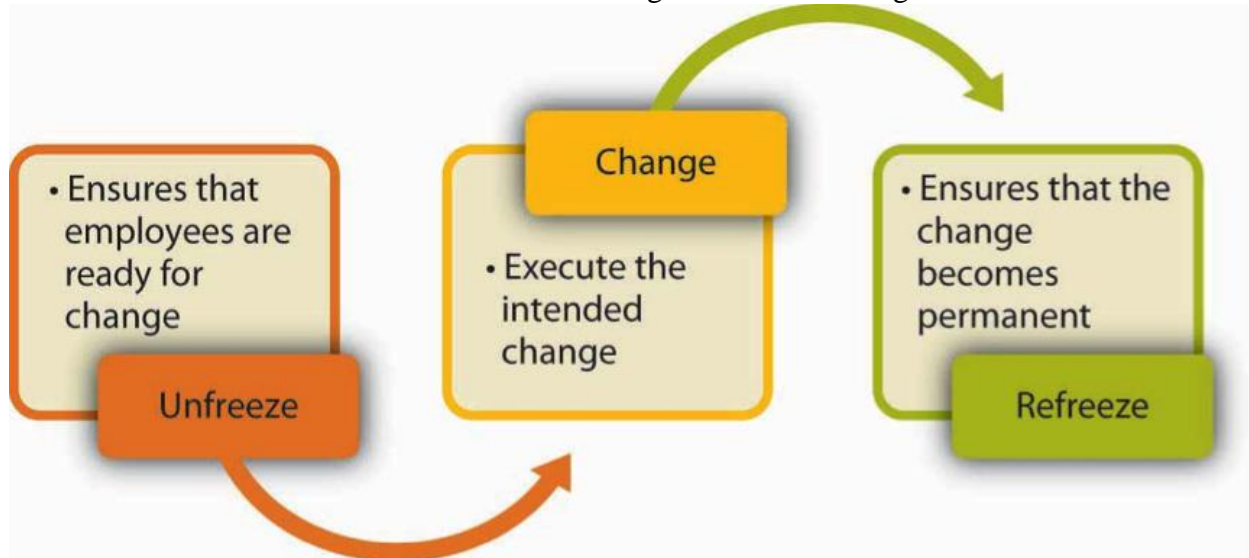 • Ensures that
employees are
ready for
change
Unfreeze
Change
• Execute the
intended
change
• Ensures that the
change
becomes
permanent
Refreeze